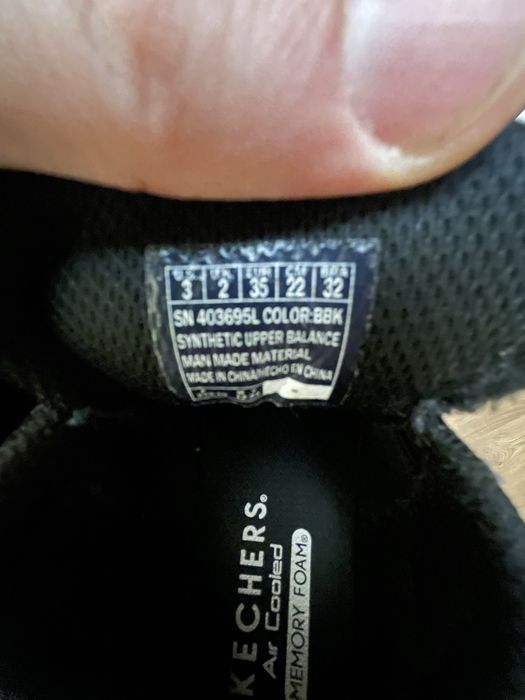 U.S. UK. EUR CM BRA
3 2 35 22 32
SN 403695L COLOR:BBK
SYNTHETIC UPPER BALANCE
MAN MADE MATERIAL
MADE IN CHINA/HECHO EN CHINA
KECHERS®
Air Cooled
MEMORY FOAM®